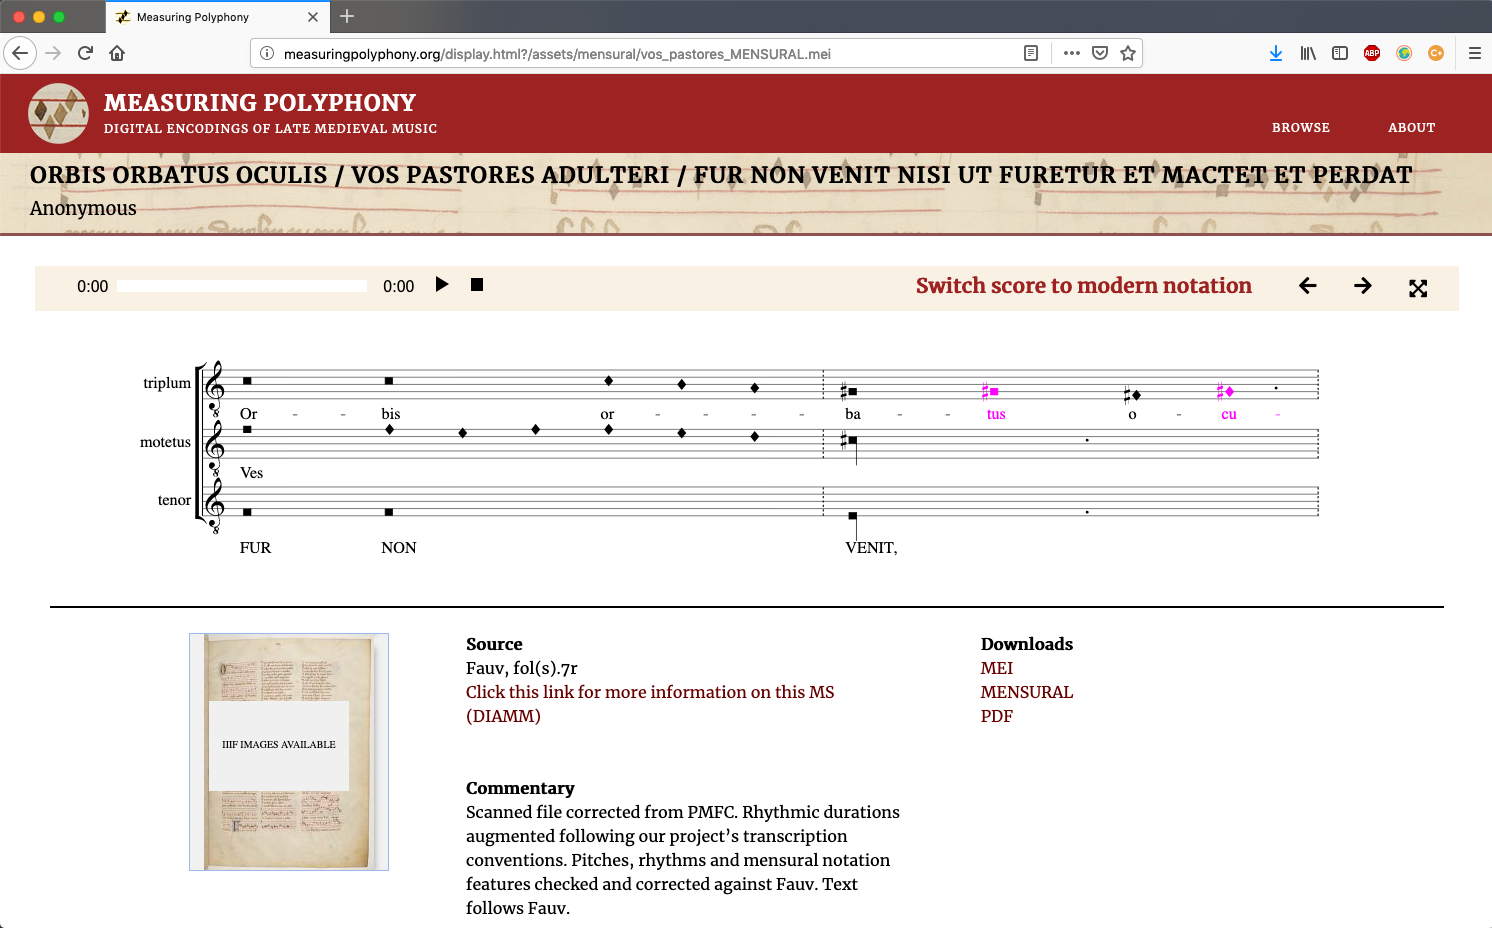 Measuring Polyphony
measuringpolyphony.org/display.html?/assets/mensural/vos_pastores_MENSURAL.mei
ABP
C+
MEASURING POLYPHONY
DIGITAL ENCODINGS OF LATE MEDIEVAL MUSIC
BROWSE ABOUT
ORBIS ORBATUS OCULIS / VOS PASTORES ADULTERI / FUR NON VENIT NISI UT FURETUR ET MACTET ET PERDAT
Anonymous
0:00 0:00
Switch score to modern notation
triplum
Or - - bis or - - - - - ba - - tus o - cu -
motetus
Ves
tenor
FUR NON VENIT,
IIIF IMAGES AVAILABLE
Source
Fauv, fol(s).7r
Click this link for more information on this MS
(DIAMM)
Downloads
MEI
MENSURAL
PDF
Commentary
Scanned file corrected from PMFC. Rhythmic durations
augmented following our project’s transcription
conventions. Pitches, rhythms and mensural notation
features checked and corrected against Fauv. Text
follows Fauv.